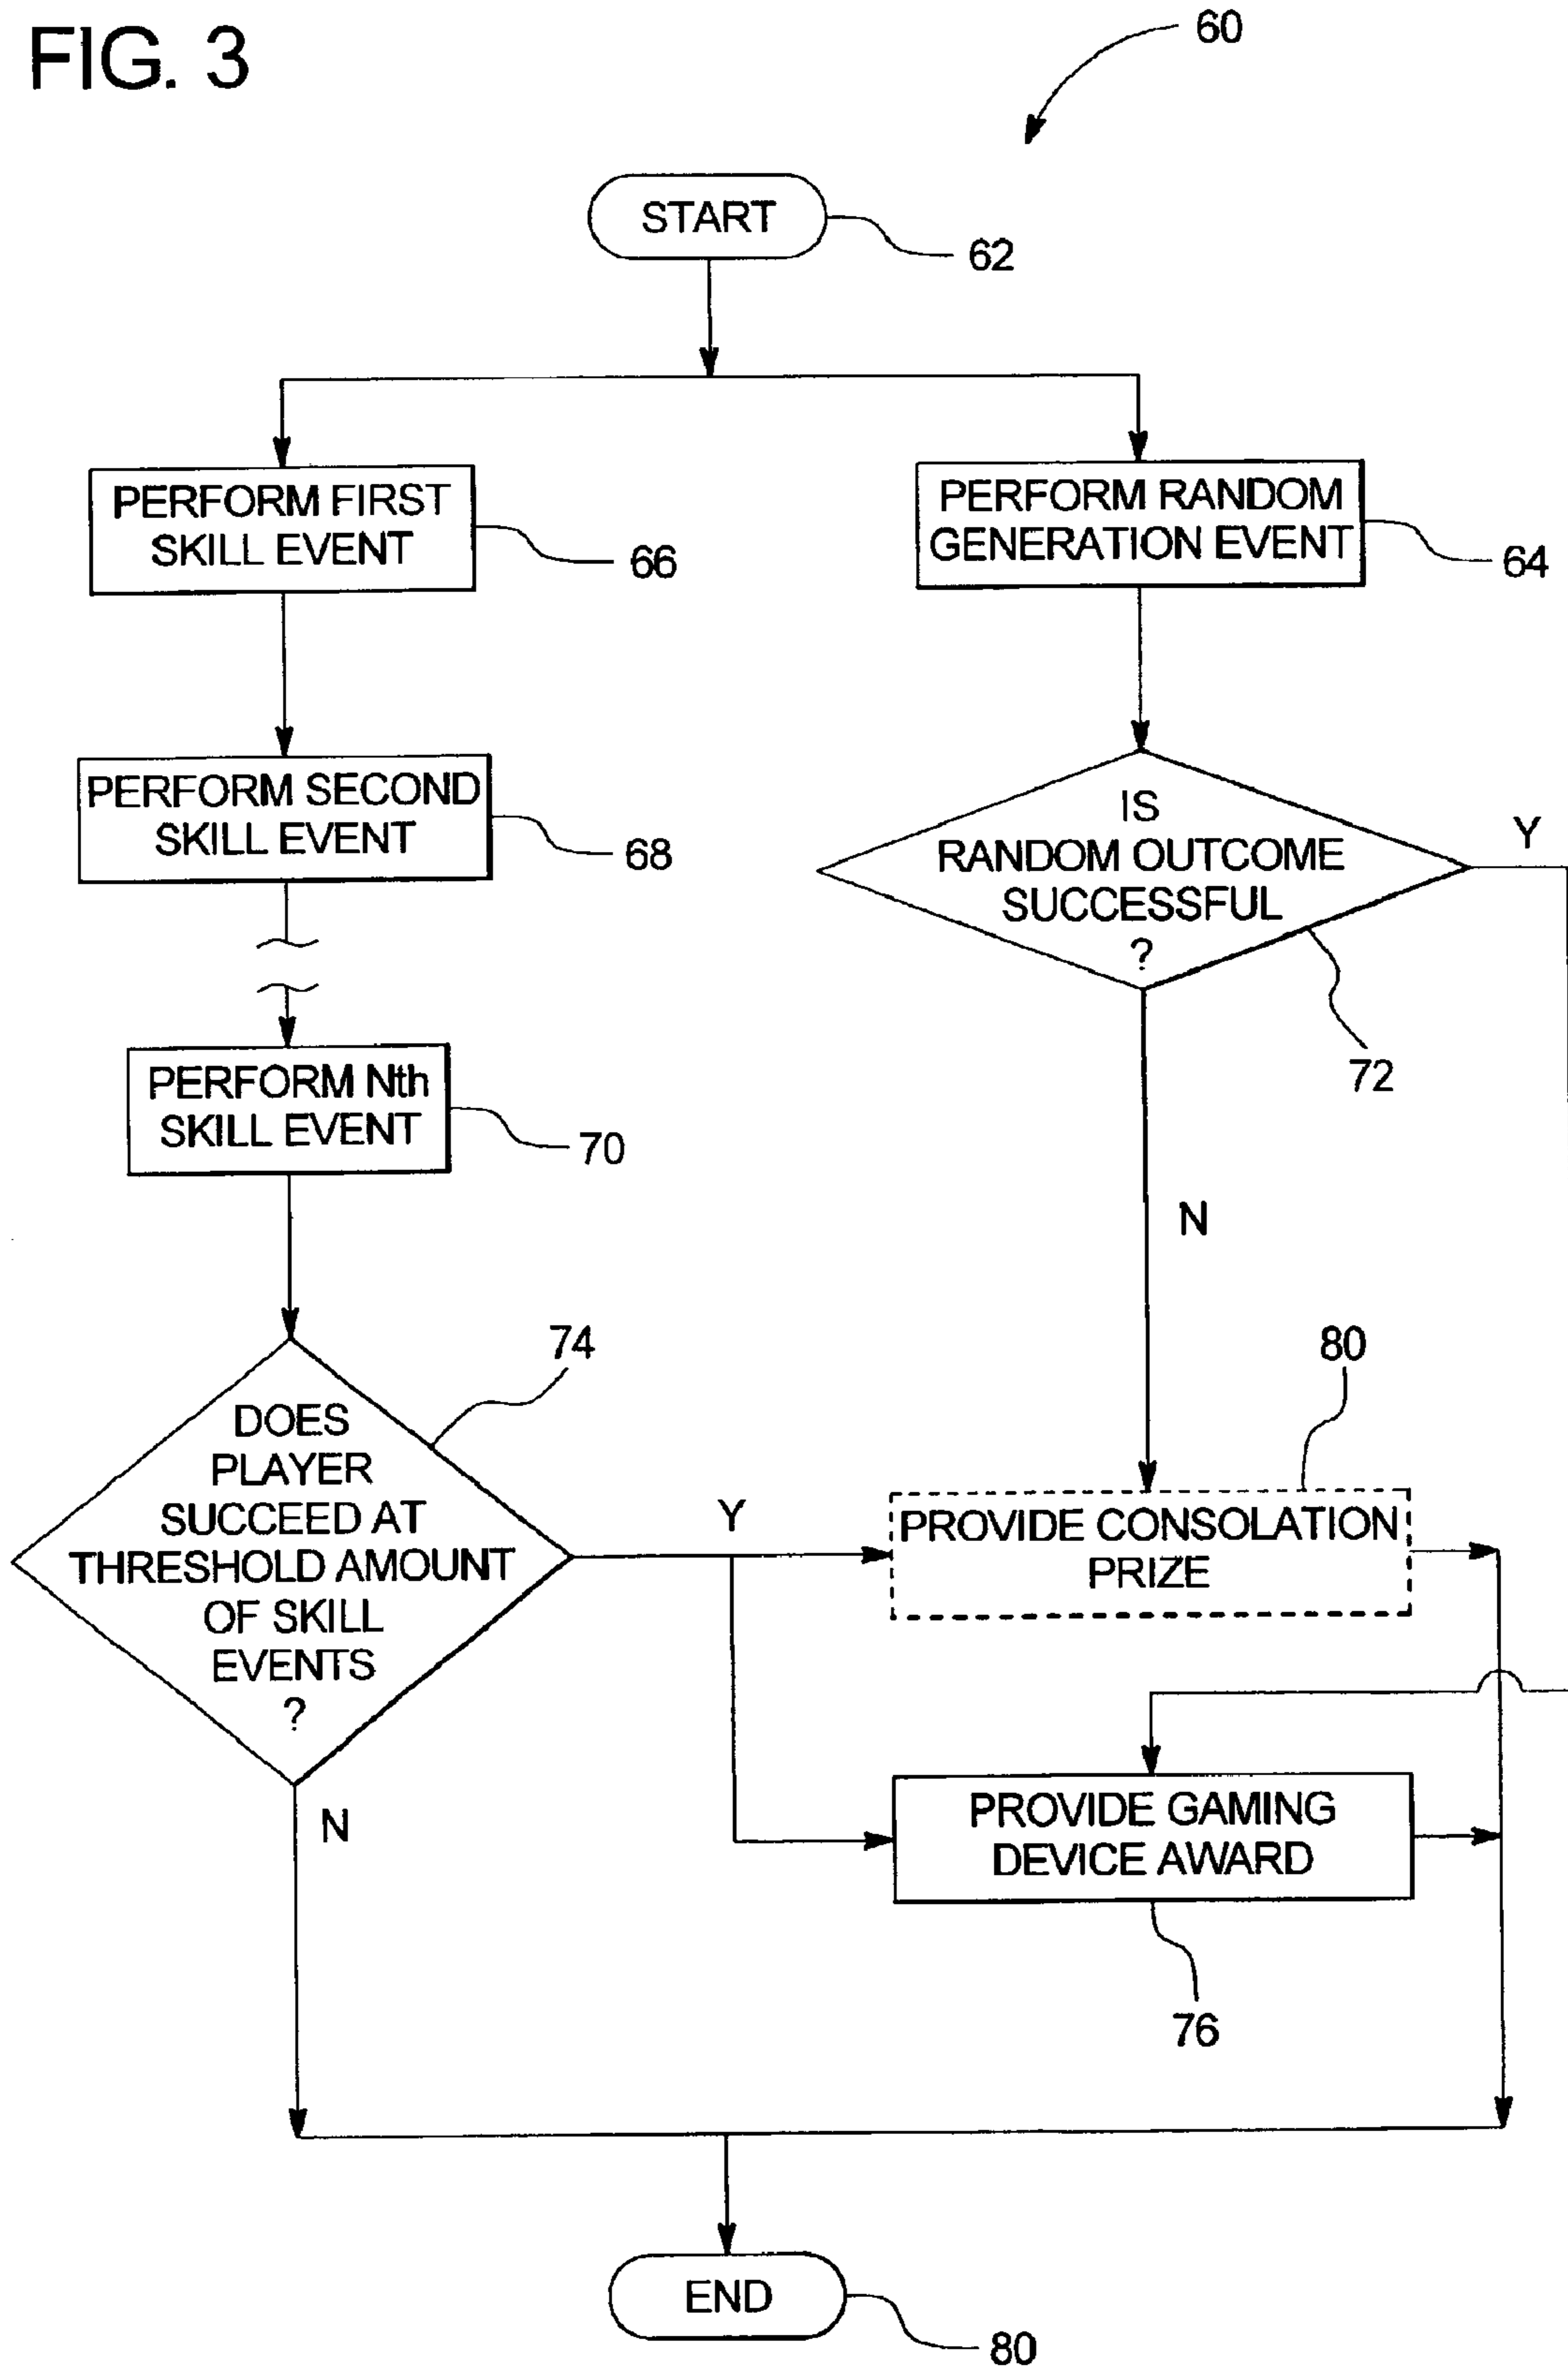 FIG. 3
60
START
62
PERFORM FIRST
SKILL EVENT
66
PERFORM RANDOM
GENERATION EVENT
64
PERFORM SECOND
SKILL EVENT
68
IS
RANDOM OUTCOME
SUCCESSFUL
?
Y
72
PERFORM Nth
SKILL EVENT
70
N
74
80
DOES
PLAYER
SUCCEED AT
THRESHOLD AMOUNT
OF SKILL
EVENTS
?
Y
PROVIDE CONSOLATION
PRIZE
N
PROVIDE GAMING
DEVICE AWARD
76
END
80